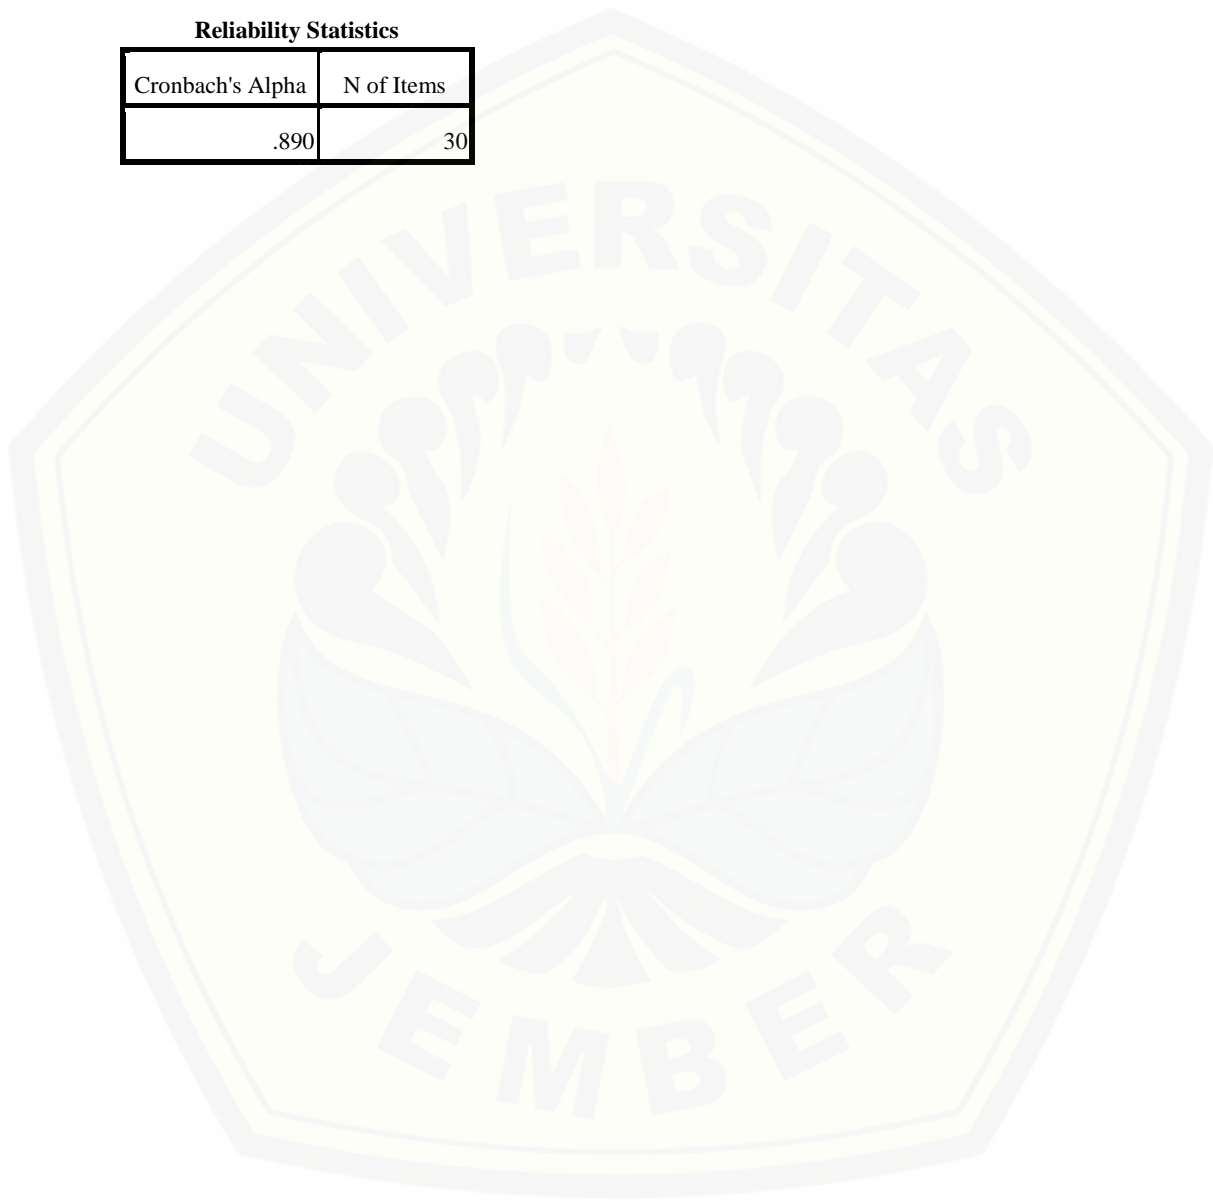 Reliability Statistics
Cronbach's Alpha N of Items
.890 30
UNIVERSITAS
JEMBER